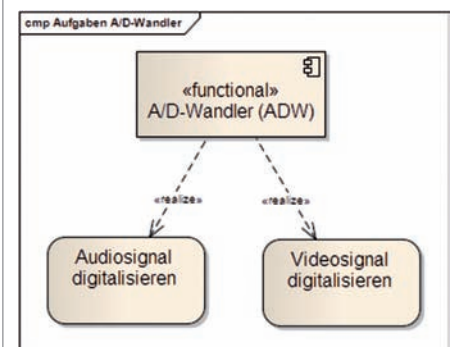 cmp Aufgaben A/D-Wandler
«functional»
A/D-Wandler (ADW)
«realize»
«realize»
Audiosignal
digitalisieren
Videosignal
digitalisieren